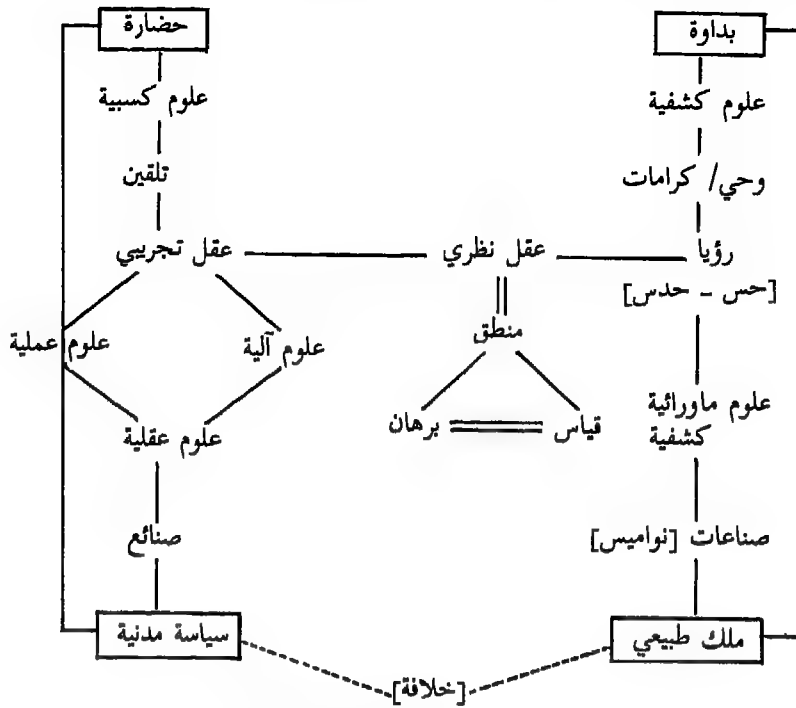 بداوة
حضارة
علوم كشفية
علوم كسبية
وحي/ كرامات
تلقين
رؤيا
عقل نظري
عقل تجريبي
[حس – حدس]
منطق
علوم آلية
علوم عملية
علوم ماورائية
كشفية
قياس
برهان
علوم عقلية
صناعات [نواميس]
صنائع
ملك طبيعي
سياسة مدنية
[خلافة]